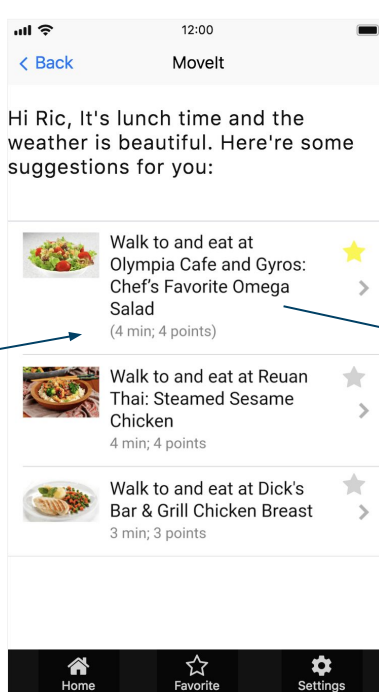 12:00
Back
MoveIt
Hi Ric, It's lunch time and the
weather is beautiful. Here're some
suggestions for you:
Walk to and eat at
Olympia Cafe and Gyros:
Chef's Favorite Omega
Salad
(4 min; 4 points)
Walk to and eat at Reuan
Thai: Steamed Sesame
Chicken
4 min; 4 points
Walk to and eat at Dick's
Bar & Grill Chicken Breast
3 min; 3 points
Home Favorite Settings